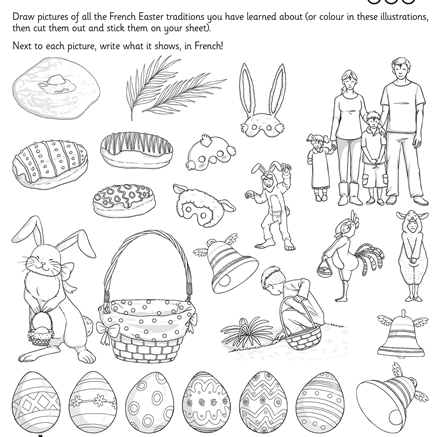 Draw pictures of all the French Easter traditions you have learned about (or colour in these illustrations,
then cut them out and stick them on your sheet).
Next to each picture, write what it shows, in French!